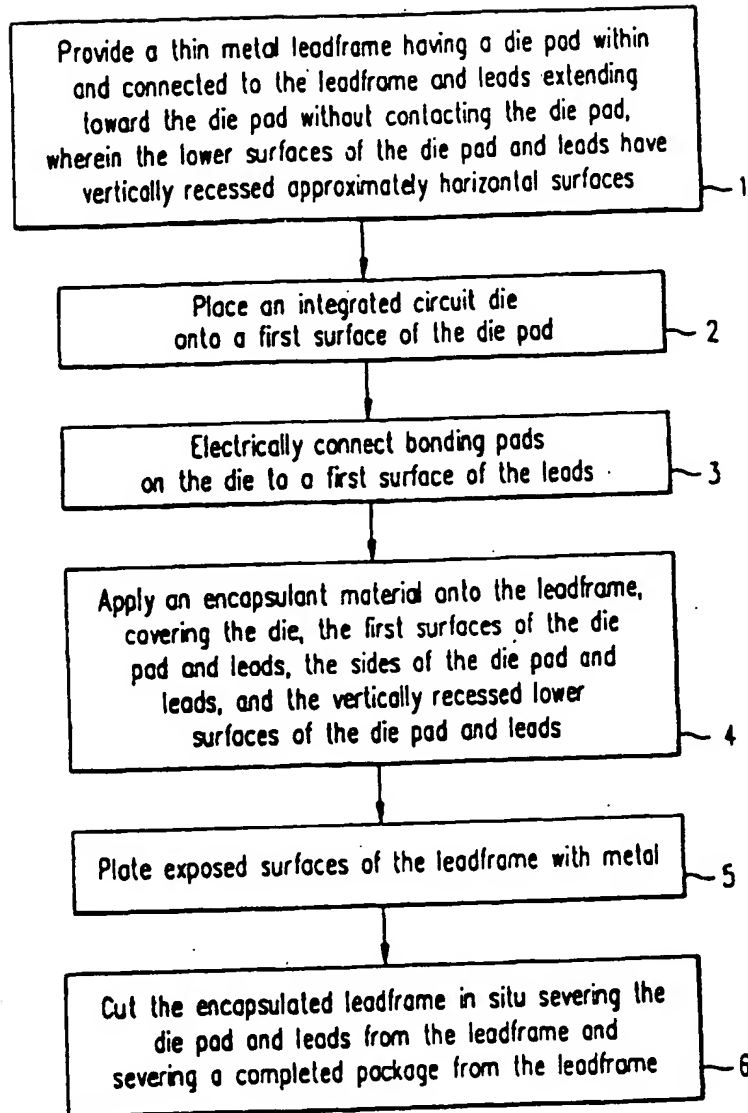 Provide a thin metal leadframe having a die pad within
and connected to the leadframe and leads extending
toward the die pad without contacting the die pad,
wherein the lower surfaces of the die pad and leads have
vertically recessed approximately horizontal surfaces
1
Place an integrated circuit die
onto a first surface of the die pad
2
Electrically connect bonding pads
on the die to a first surface of the leads
3
Apply an encapsulant material onto the leadframe,
covering the die, the first surfaces of the die
pad and leads, the sides of the die pad and
leads, and the vertically recessed lower
surfaces of the die pad and leads
4
Plate exposed surfaces of the leadframe with metal
5
Cut the encapsulated leadframe in situ severing the
die pad and leads from the leadframe and
severing a completed package from the leadframe
6